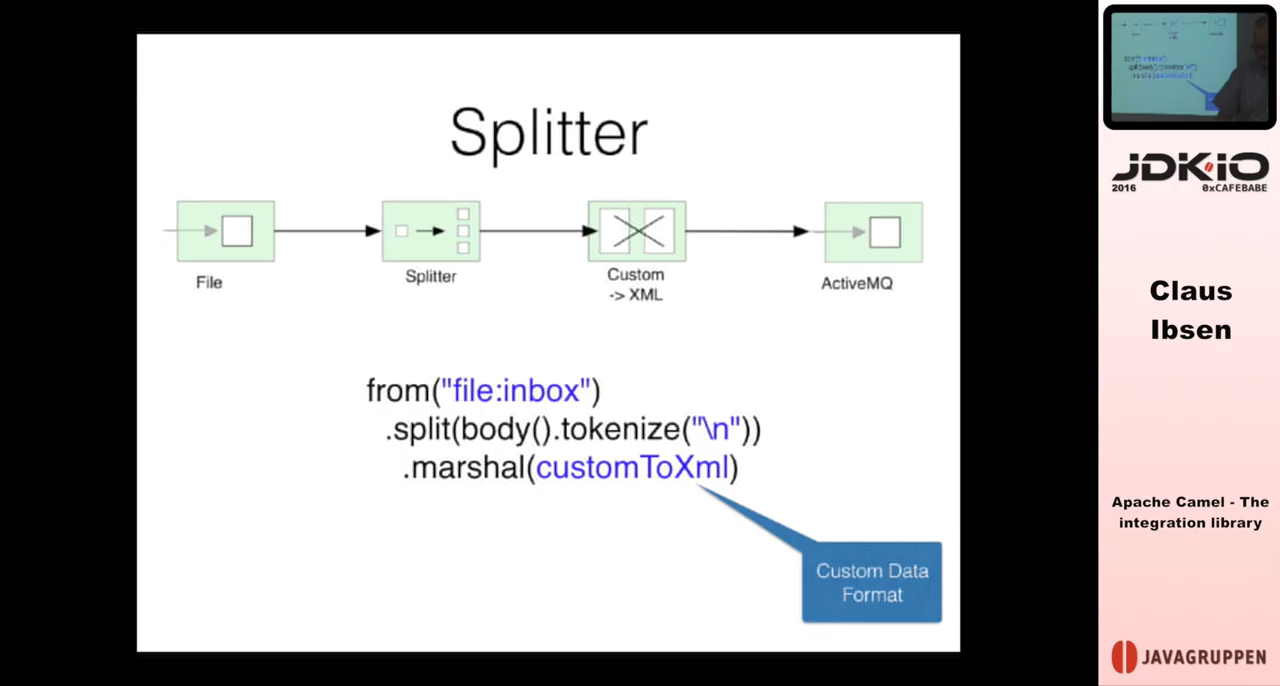 Splitter
File
Splitter
Custom
-> XML
ActiveMQ
from("file:inbox")
.split(body().tokenize("\n"))
.marshal(customToXml)
Custom Data
Format
JDK.IO
2016 0xCAFEBABE
Claus
Ibsen
Apache Camel - The
integration library
JAVAGRUPPEN